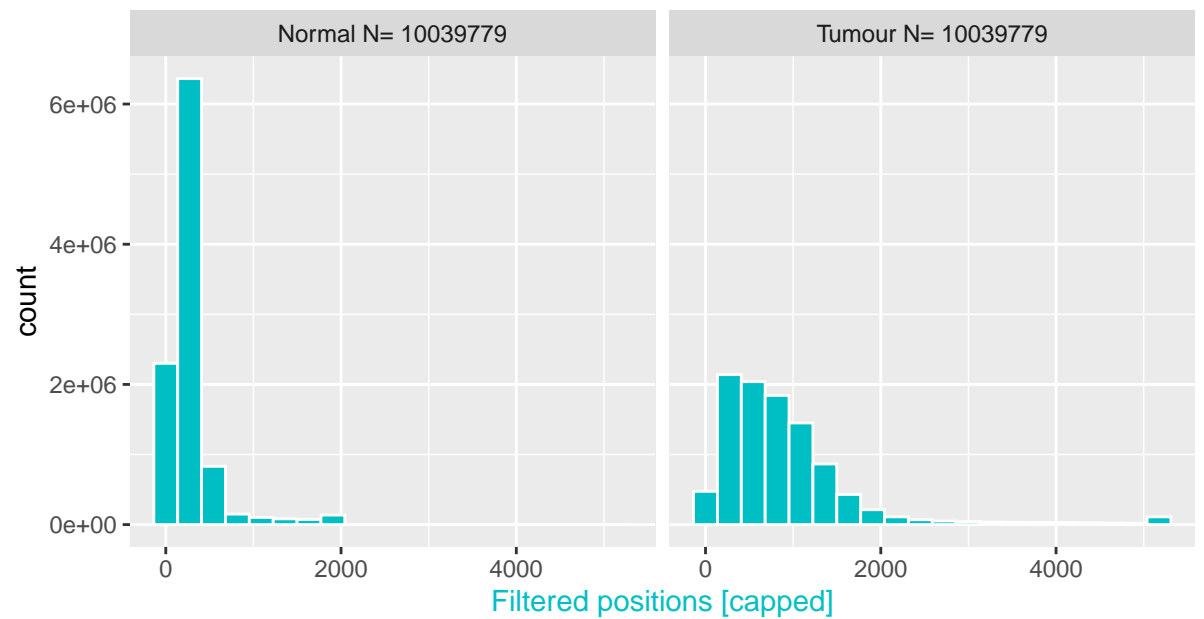 Normal N= 10039779
Tumour N= 10039779
count
6e+06
4e+06
2e+06
0e+00
0
2000
4000
0
2000
4000
Filtered positions [capped]